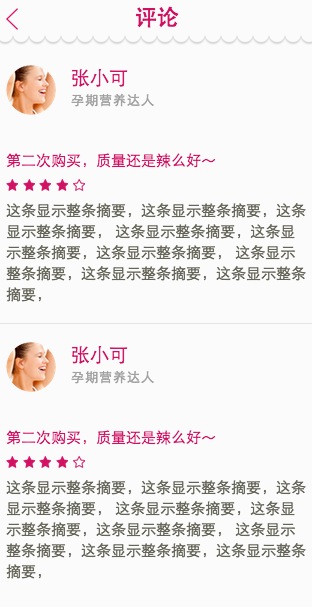 评论
张小可
孕期营养达人
第二次购买，质量还是辣么好～
这条显示整条摘要，这条显示整条摘要，这条
显示整条摘要， 这条显示整条摘要，这条显
示整条摘要，这条显示整条摘要， 这条显示
整条摘要，这条显示整条摘要，这条显示整条
摘要，
张小可
孕期营养达人
第二次购买，质量还是辣么好～
这条显示整条摘要，这条显示整条摘要，这条
显示整条摘要， 这条显示整条摘要，这条显
示整条摘要，这条显示整条摘要， 这条显示
整条摘要，这条显示整条摘要，这条显示整条
摘要，